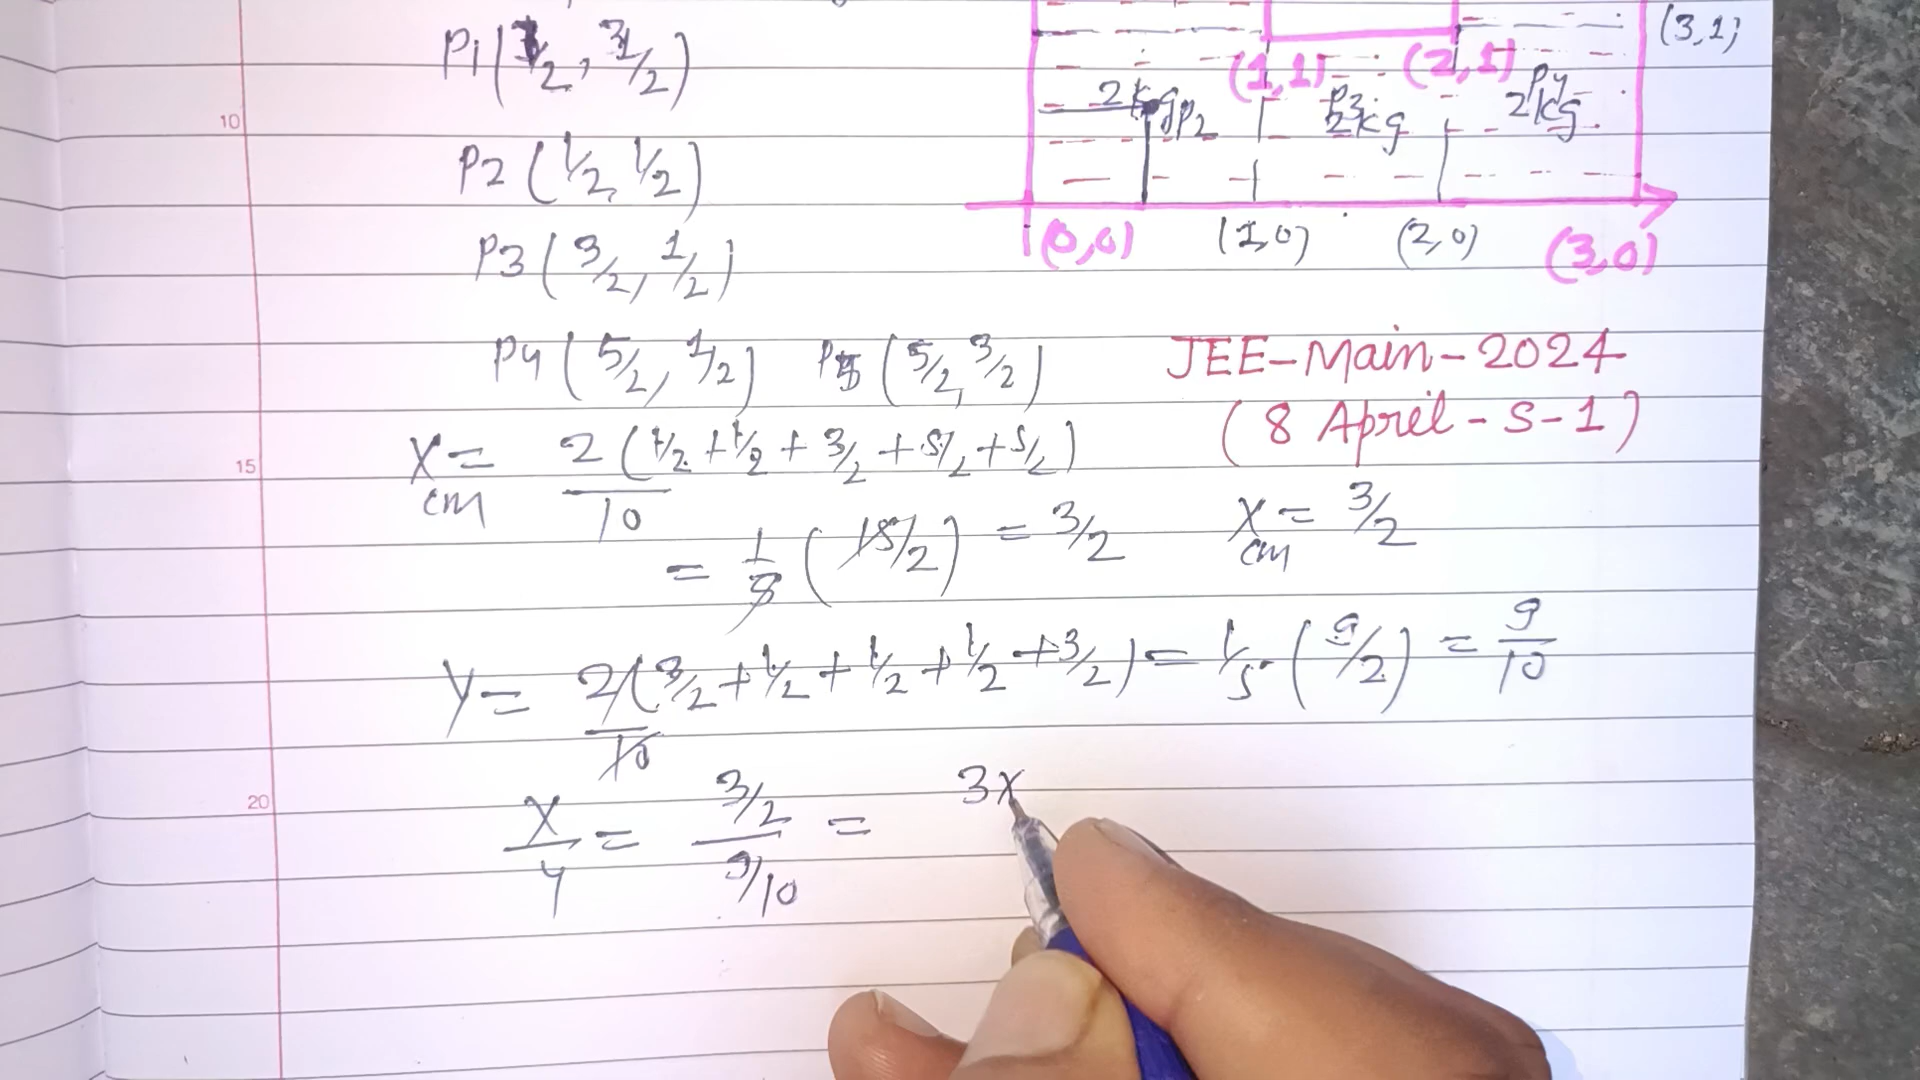 (3,1)
P1(1/2, 3/2)
(1,1) (2,1)
2kg P2 P3 2kg P4 2kg
10
P2 (1/2, 1/2)
(0,0) (1,0) (2,0) (3,0)
P3 (3/2, 1/2)
P4 (5/2, 1/2) P5 (5/2, 3/2)
JEE-Main-2024
(8 April - S-1)
15
Xcm = 2 (1/2 + 1/2 + 3/2 + 5/2 + 5/2) / 10
= 1/5 (15/2) = 3/2 Xcm = 3/2
Y = 2 (3/2 + 1/2 + 1/2 + 1/2 + 3/2) / 10 = 1/5 (9/2) = 9/10
20
X/Y = 3/2 / 9/10 = 3x